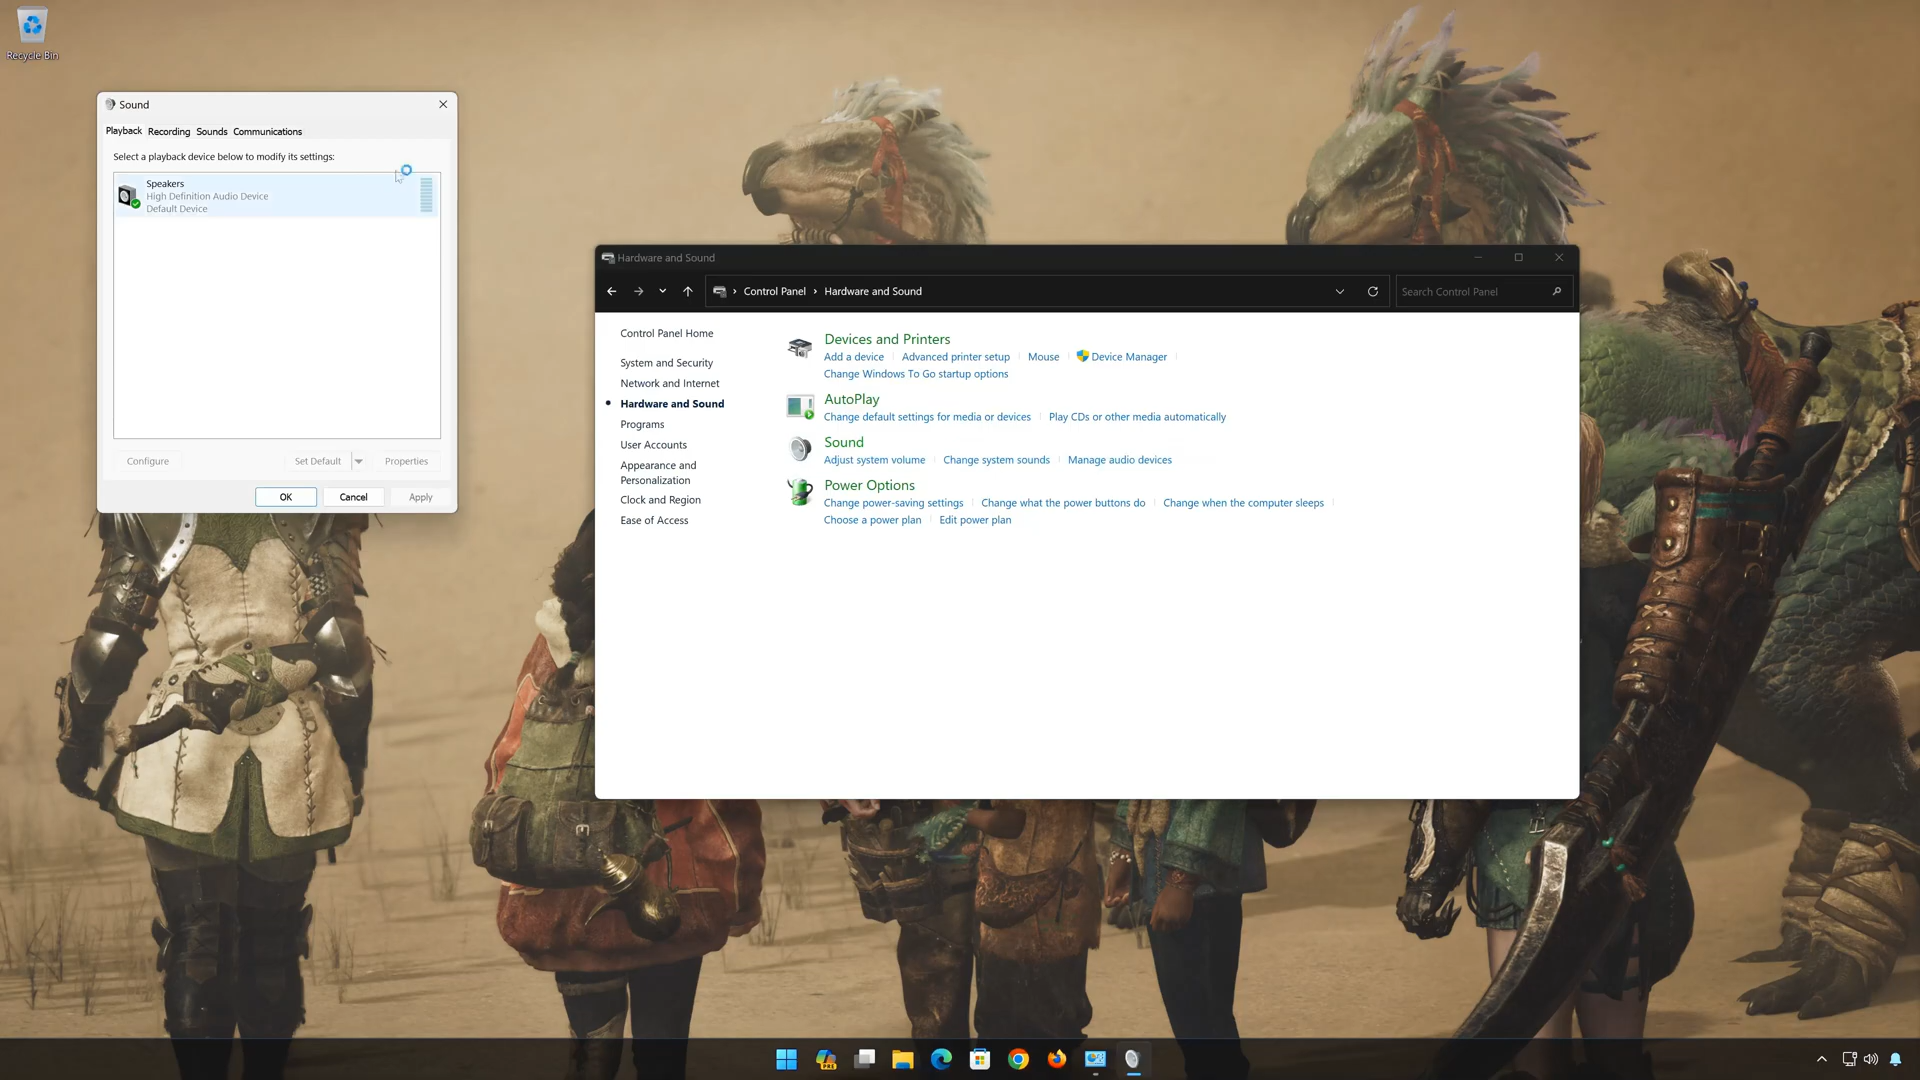 Recycle Bin
Sound
Playback Recording Sounds Communications
Select a playback device below to modify its settings:
Speakers
High Definition Audio Device
Default Device
Configure Set Default Properties
OK Cancel Apply
Hardware and Sound
Control Panel › Hardware and Sound
Search Control Panel
Control Panel Home
System and Security
Network and Internet
Hardware and Sound
Programs
User Accounts
Appearance and
Personalization
Clock and Region
Ease of Access
Devices and Printers
Add a device Advanced printer setup Mouse Device Manager
Change Windows To Go startup options
AutoPlay
Change default settings for media or devices Play CDs or other media automatically
Sound
Adjust system volume Change system sounds Manage audio devices
Power Options
Change power-saving settings Change what the power buttons do Change when the computer sleeps
Choose a power plan Edit power plan
PRE